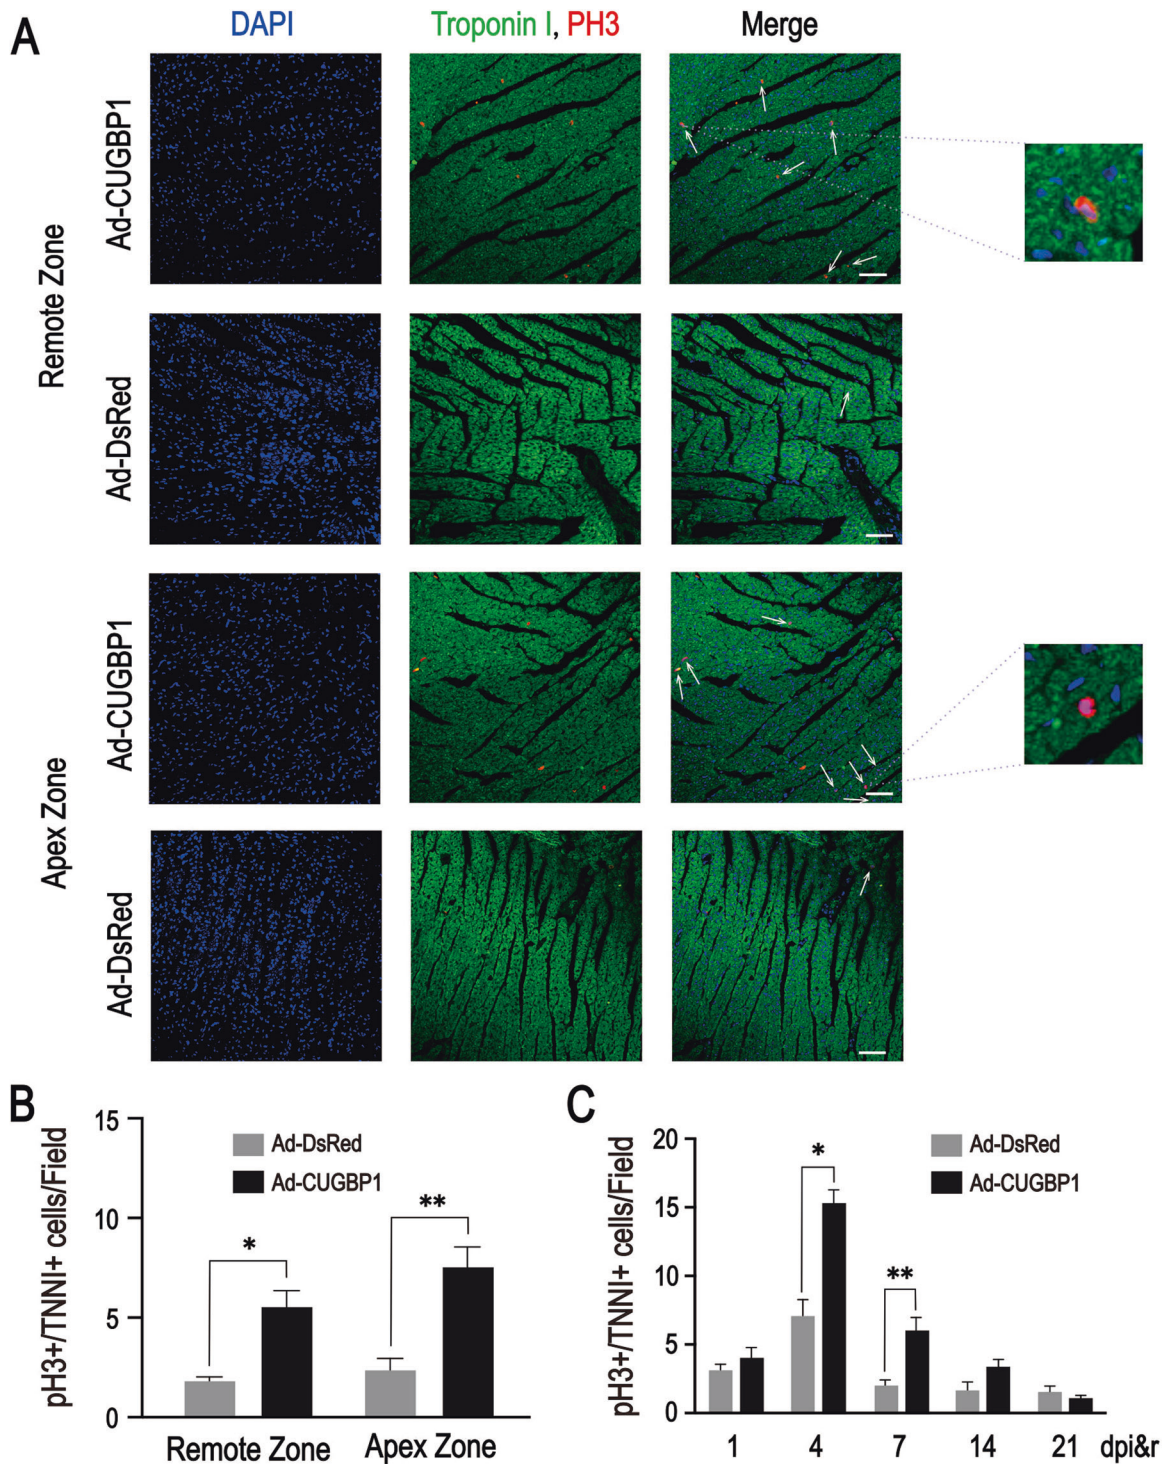 A
DAPI
Troponin I, PH3
Merge
Remote Zone
Ad-CUGBP1
Ad-DsRed
Apex Zone
Ad-CUGBP1
Ad-DsRed
B
pH3+/TNNI+ cells/Field
15
10
5
0
Ad-DsRed
Ad-CUGBP1
*
**
Remote Zone
Apex Zone
C
pH3+/TNNI+ cells/Field
20
15
10
5
0
Ad-DsRed
Ad-CUGBP1
*
**
1 4 7 14 21 dpi&r